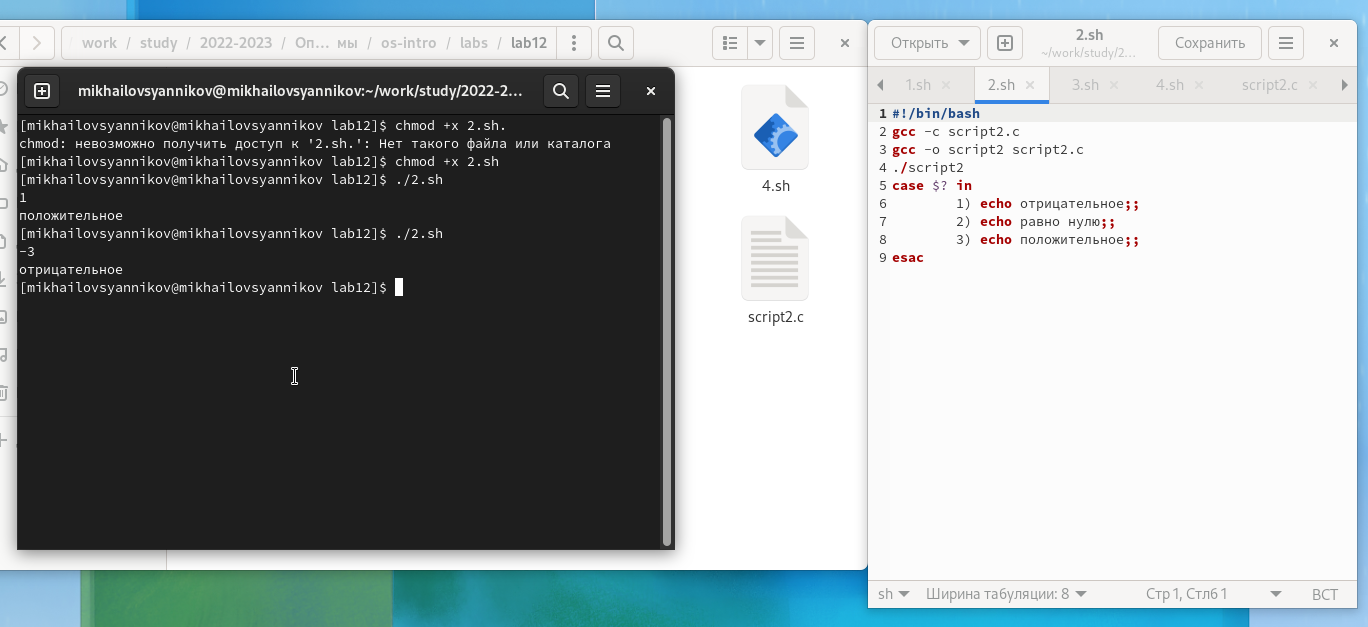 work / study / 2022-2023 / Оп… мы / os-intro / labs / lab12
mikhailovsyannikov@mikhailovsyannikov:~/work/study/2022-2…
[mikhailovsyannikov@mikhailovsyannikov lab12]$ chmod +x 2.sh.
chmod: невозможно получить доступ к '2.sh.': Нет такого файла или каталога
[mikhailovsyannikov@mikhailovsyannikov lab12]$ chmod +x 2.sh
[mikhailovsyannikov@mikhailovsyannikov lab12]$ ./2.sh
1
положительное
[mikhailovsyannikov@mikhailovsyannikov lab12]$ ./2.sh
-3
отрицательное
[mikhailovsyannikov@mikhailovsyannikov lab12]$
4.sh
script2.c
Открыть
2.sh
~/work/study/2…
Сохранить
1.sh 2.sh 3.sh 4.sh script2.c
1 #!/bin/bash
2 gcc -c script2.c
3 gcc -o script2 script2.c
4 ./script2
5 case $? in
6 1) echo отрицательное;;
7 2) echo равно нулю;;
8 3) echo положительное;;
9 esac
sh Ширина табуляции: 8 Стр 1, Стлб 1 ВСТ